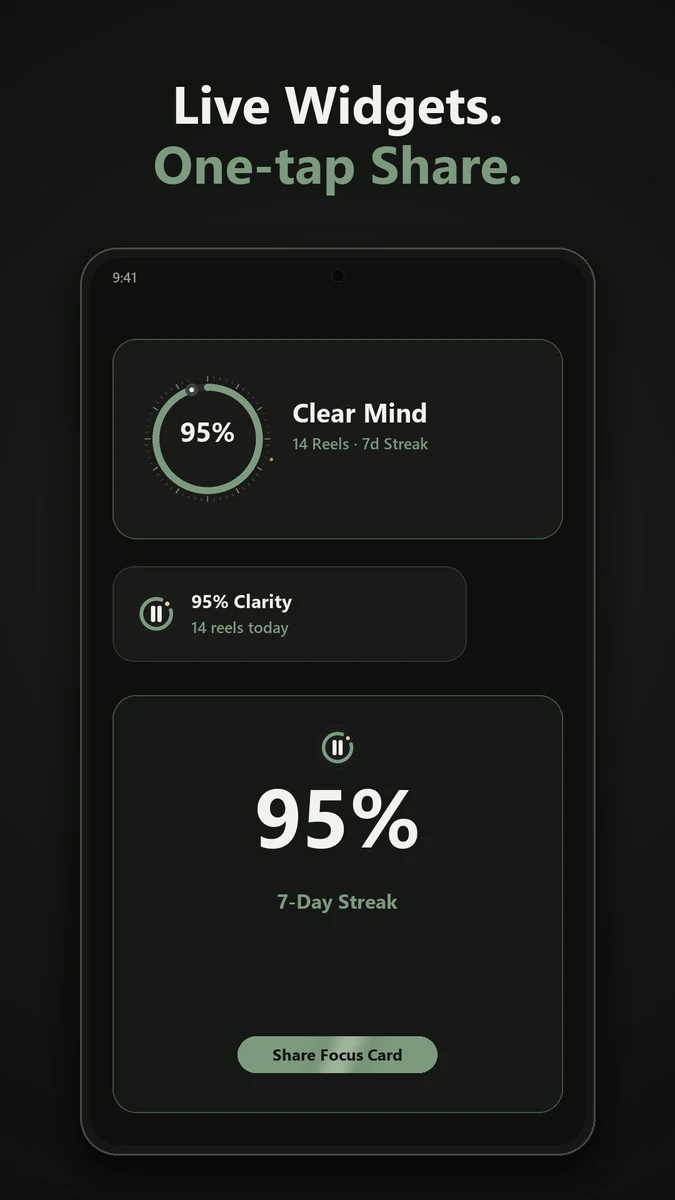 Live Widgets.
One-tap Share.
9:41
95%
Clear Mind
14 Reels · 7d Streak
95% Clarity
14 reels today
95%
7-Day Streak
Share Focus Card